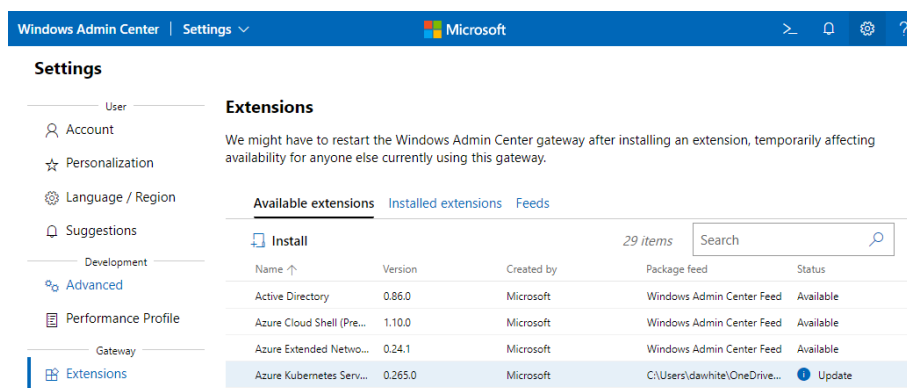 Windows Admin Center | Settings
Microsoft
Settings
User
Account
Personalization
Language / Region
Suggestions
Development
Advanced
Performance Profile
Gateway
Extensions
Extensions
We might have to restart the Windows Admin Center gateway after installing an extension, temporarily affecting
availability for anyone else currently using this gateway.
Available extensions Installed extensions Feeds
Install 29 items Search
Name ↑ Version Created by Package feed Status
Active Directory 0.86.0 Microsoft Windows Admin Center Feed Available
Azure Cloud Shell (Pre... 1.10.0 Microsoft Windows Admin Center Feed Available
Azure Extended Netwo... 0.24.1 Microsoft Windows Admin Center Feed Available
Azure Kubernetes Serv... 0.265.0 Microsoft C:\Users\dawhite\OneDrive... Update